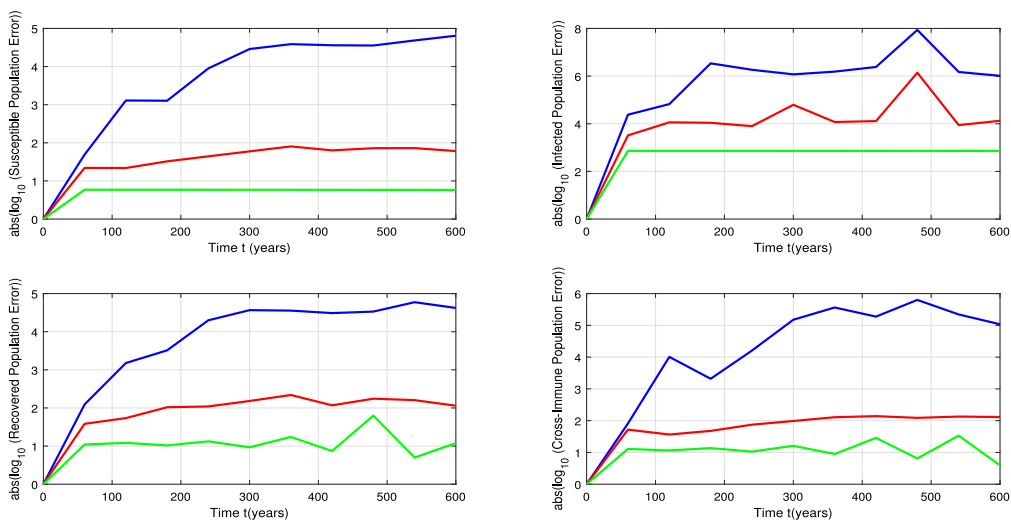 abs(log10 (Susceptible Population Error))
5
4
3
2
1
0
0 100 200 300 400 500 600
Time t (years)
abs(log10 (Infected Population Error))
8
6
4
2
0
0 100 200 300 400 500 600
Time t(years)
abs(log10 (Recovered Population Error))
5
4
3
2
1
0
0 100 200 300 400 500 600
Time t (years)
abs(log10 (Cross-Immune Population Error))
6
5
4
3
2
1
0
0 100 200 300 400 500 600
Time t(years)